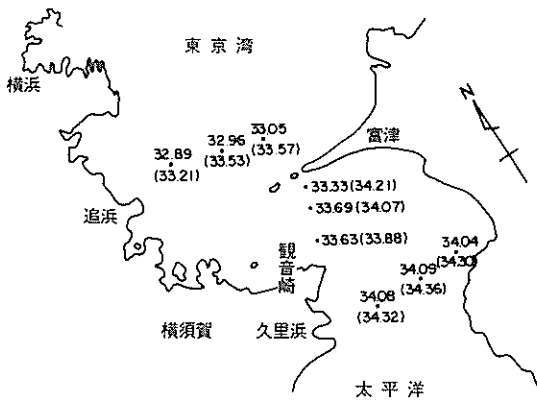 東京湾
横浜
N
富津
33.05
(33.57)
32.96
(33.53)
32.89
(33.21)
33.33(34.21)
33.69(34.07)
33.63(33.88)
追浜
観音崎
34.04
(34.30)
34.09
(34.36)
34.08
(34.32)
横須賀
久里浜
太平洋